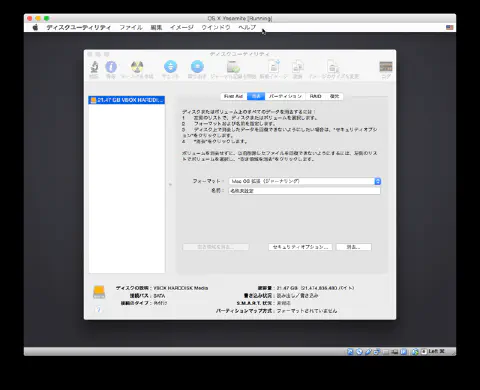 OS X Yosemite [Running]
ディスクユーティリティ ファイル 編集 イメージ ウインドウ ヘルプ
ディスクユーティリティ
21.47 GB VBOX HARDDI...
First Aid 消去 パーティション RAID 復元
ディスクまたはボリューム上のすべてのデータを消去するには：
1 左側のリストで、ディスクまたはボリュームを選択します。
2 フォーマットおよび名前を指定します。
3 ディスク上で消去したデータを回復できないようにしたい場合は、"セキュリティオプション"をクリックします。
4 "消去"をクリックします。
ボリュームを消去せずに、以前削除したファイルを回復できないようにするには、左側のリストでボリュームを選択し、"空き領域を消去"をクリックします。
フォーマット： Mac OS 拡張（ジャーナリング）
名前： 名称未設定
空き領域を消去...
セキュリティオプション... 消去...
ディスクの説明： VBOX HARDDISK Media
接続バス： SATA
接続のタイプ： 外付け
総容量： 21.47 GB
書き込み状況： 読み出し／書き込み
S.M.A.R.T. 状況： 非対応
パーティションマップ方式： フォーマットされていません
Left ⌘